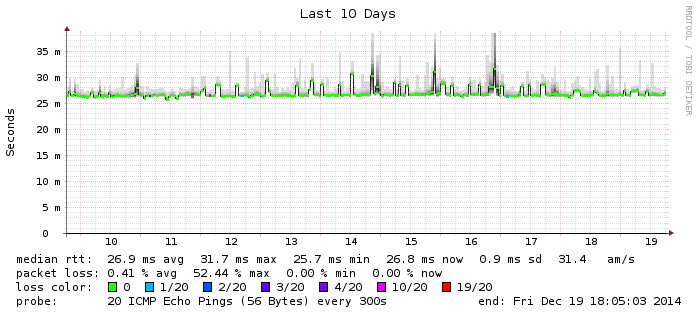 Last 10 Days
RRDTOOL / TOBI OETIKER
Seconds
35 m
30 m
25 m
20 m
15 m
10 m
5 m
0
10 11 12 13 14 15 16 17 18 19
median rtt: 26.9 ms avg 31.7 ms max 25.7 ms min 26.8 ms now 0.9 ms sd 31.4 am/s
packet loss: 0.41 % avg 52.44 % max 0.00 % min 0.00 % now
loss color: 0 1/20 2/20 3/20 4/20 10/20 19/20
probe: 20 ICMP Echo Pings (56 Bytes) every 300s end: Fri Dec 19 18:05:03 2014